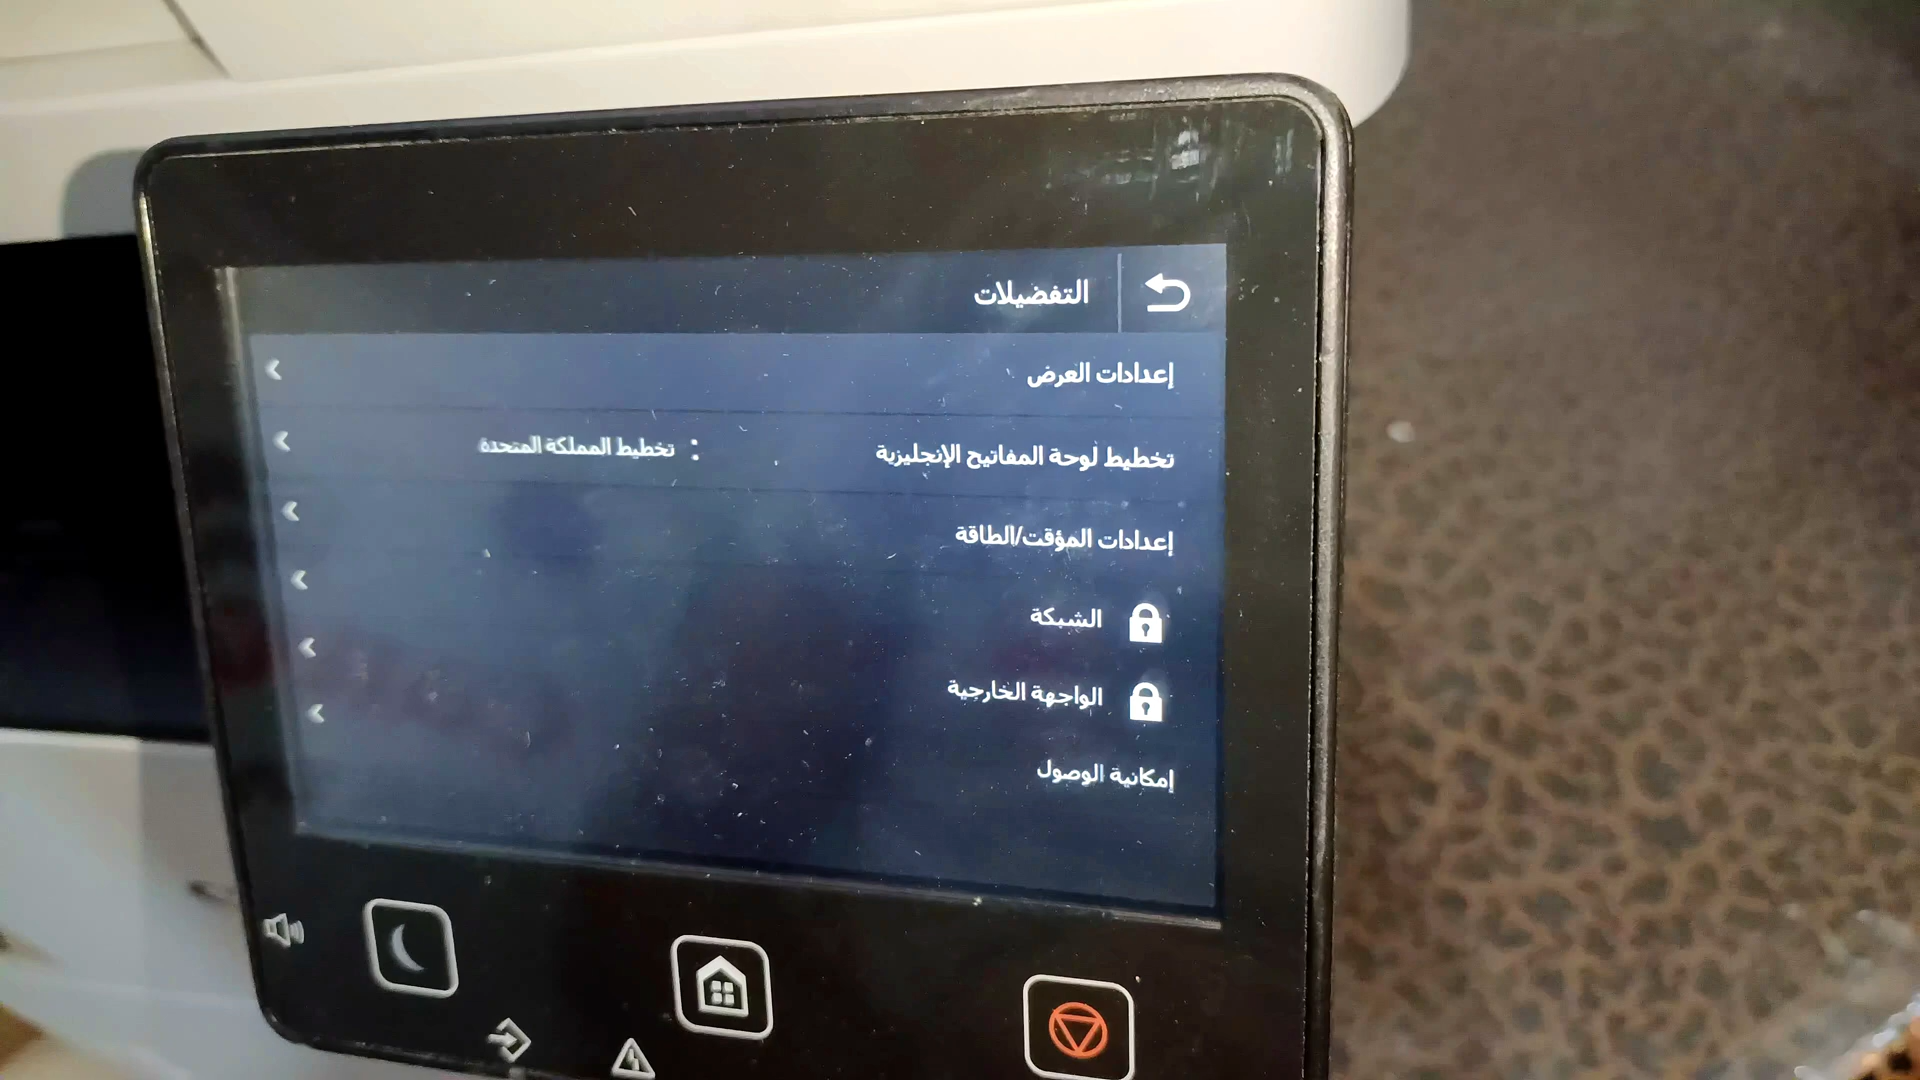 التفضيلات
إعدادات العرض
تخطيط لوحة المفاتيح الإنجليزية : تخطيط المملكة المتحدة
إعدادات المؤقت/الطاقة
الشبكة
الواجهة الخارجية
إمكانية الوصول